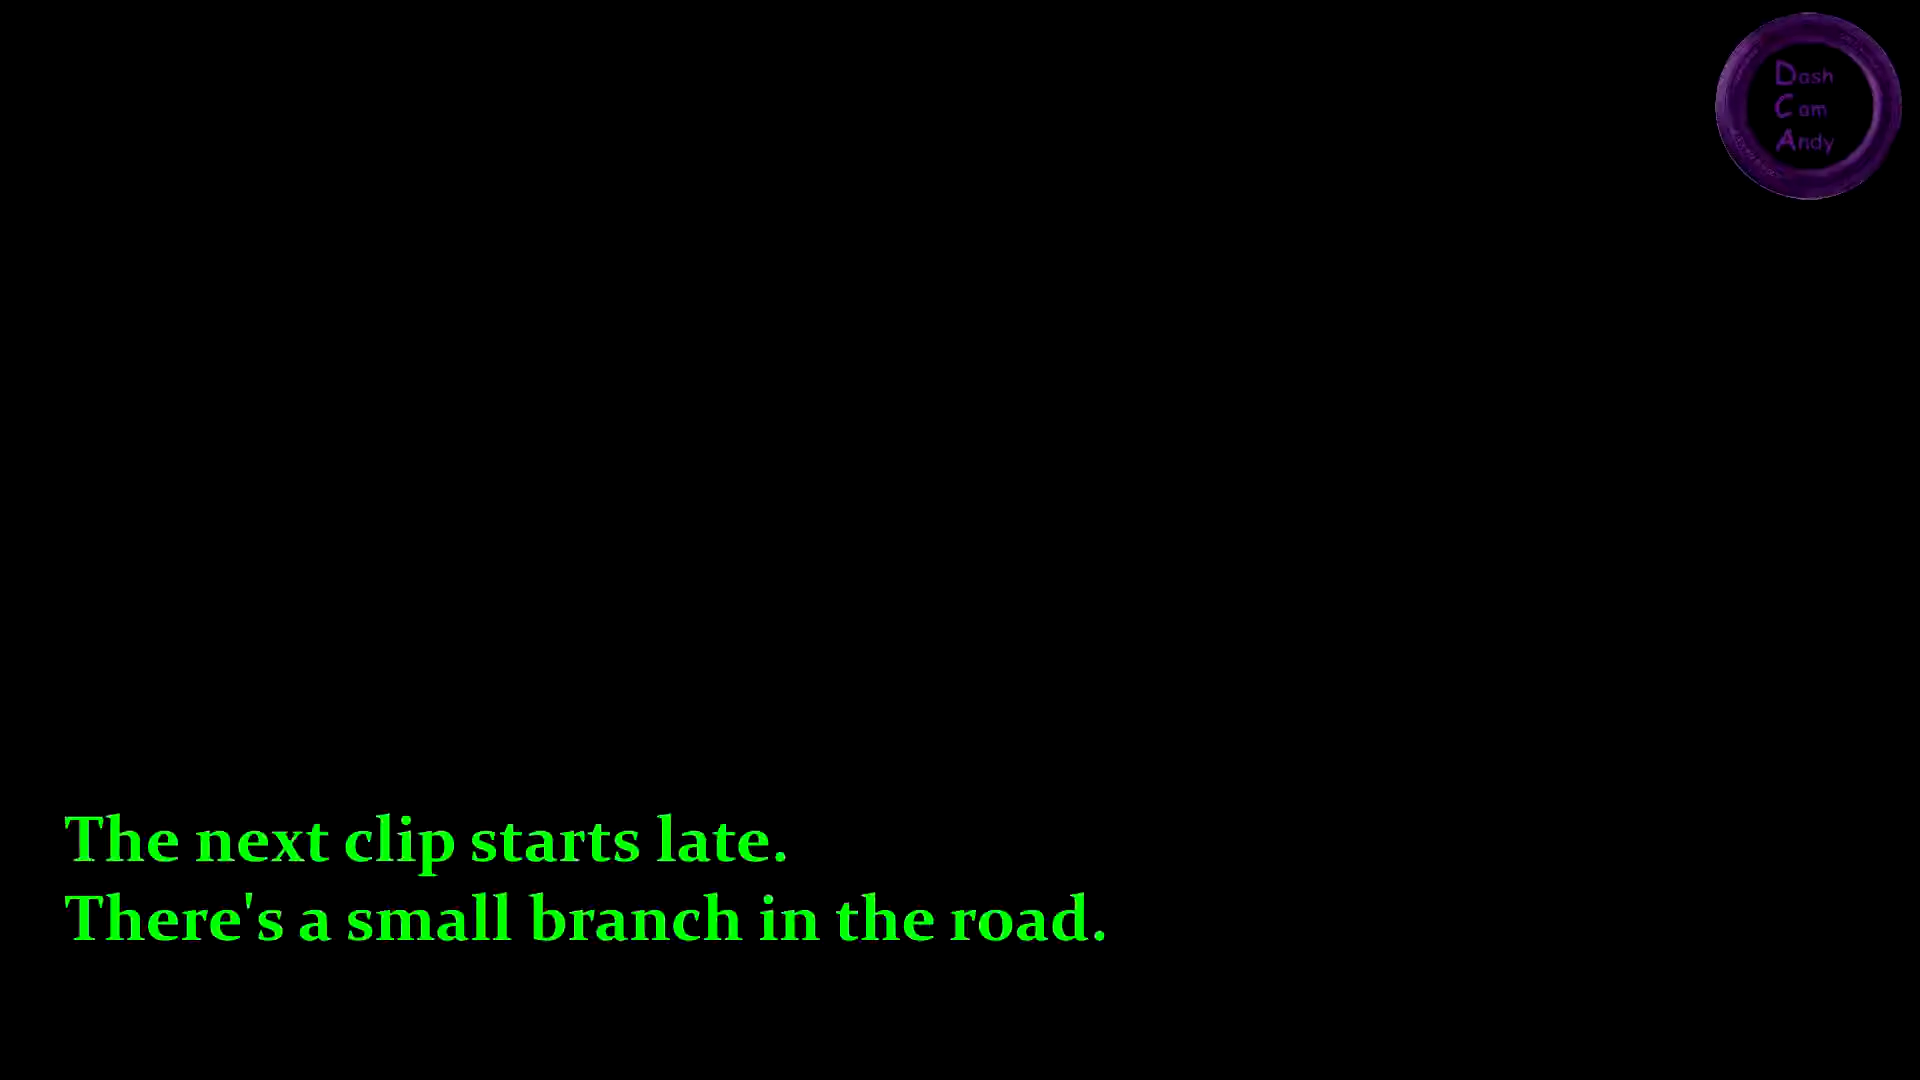 Dash
Cam
Andy
The next clip starts late.
There's a small branch in the road.